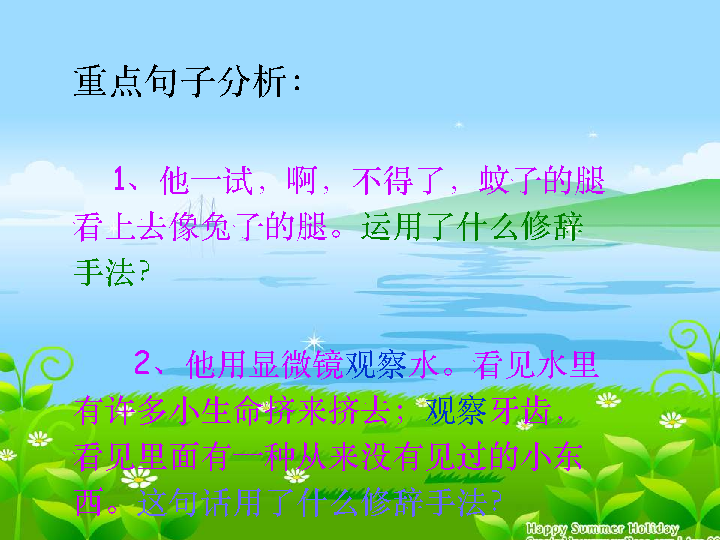 重点句子分析：
1、他一试，啊，不得了，蚊子的腿
看上去像兔了的腿。运用了什么修辞
手法？
2、他用显微镜观察水。看见水里
有许多小生命挤来挤去；观察牙齿，
看见里面有一种从来没有见过的小东
西。这句话用了什么修辞手法？
Happy Summer Holiday